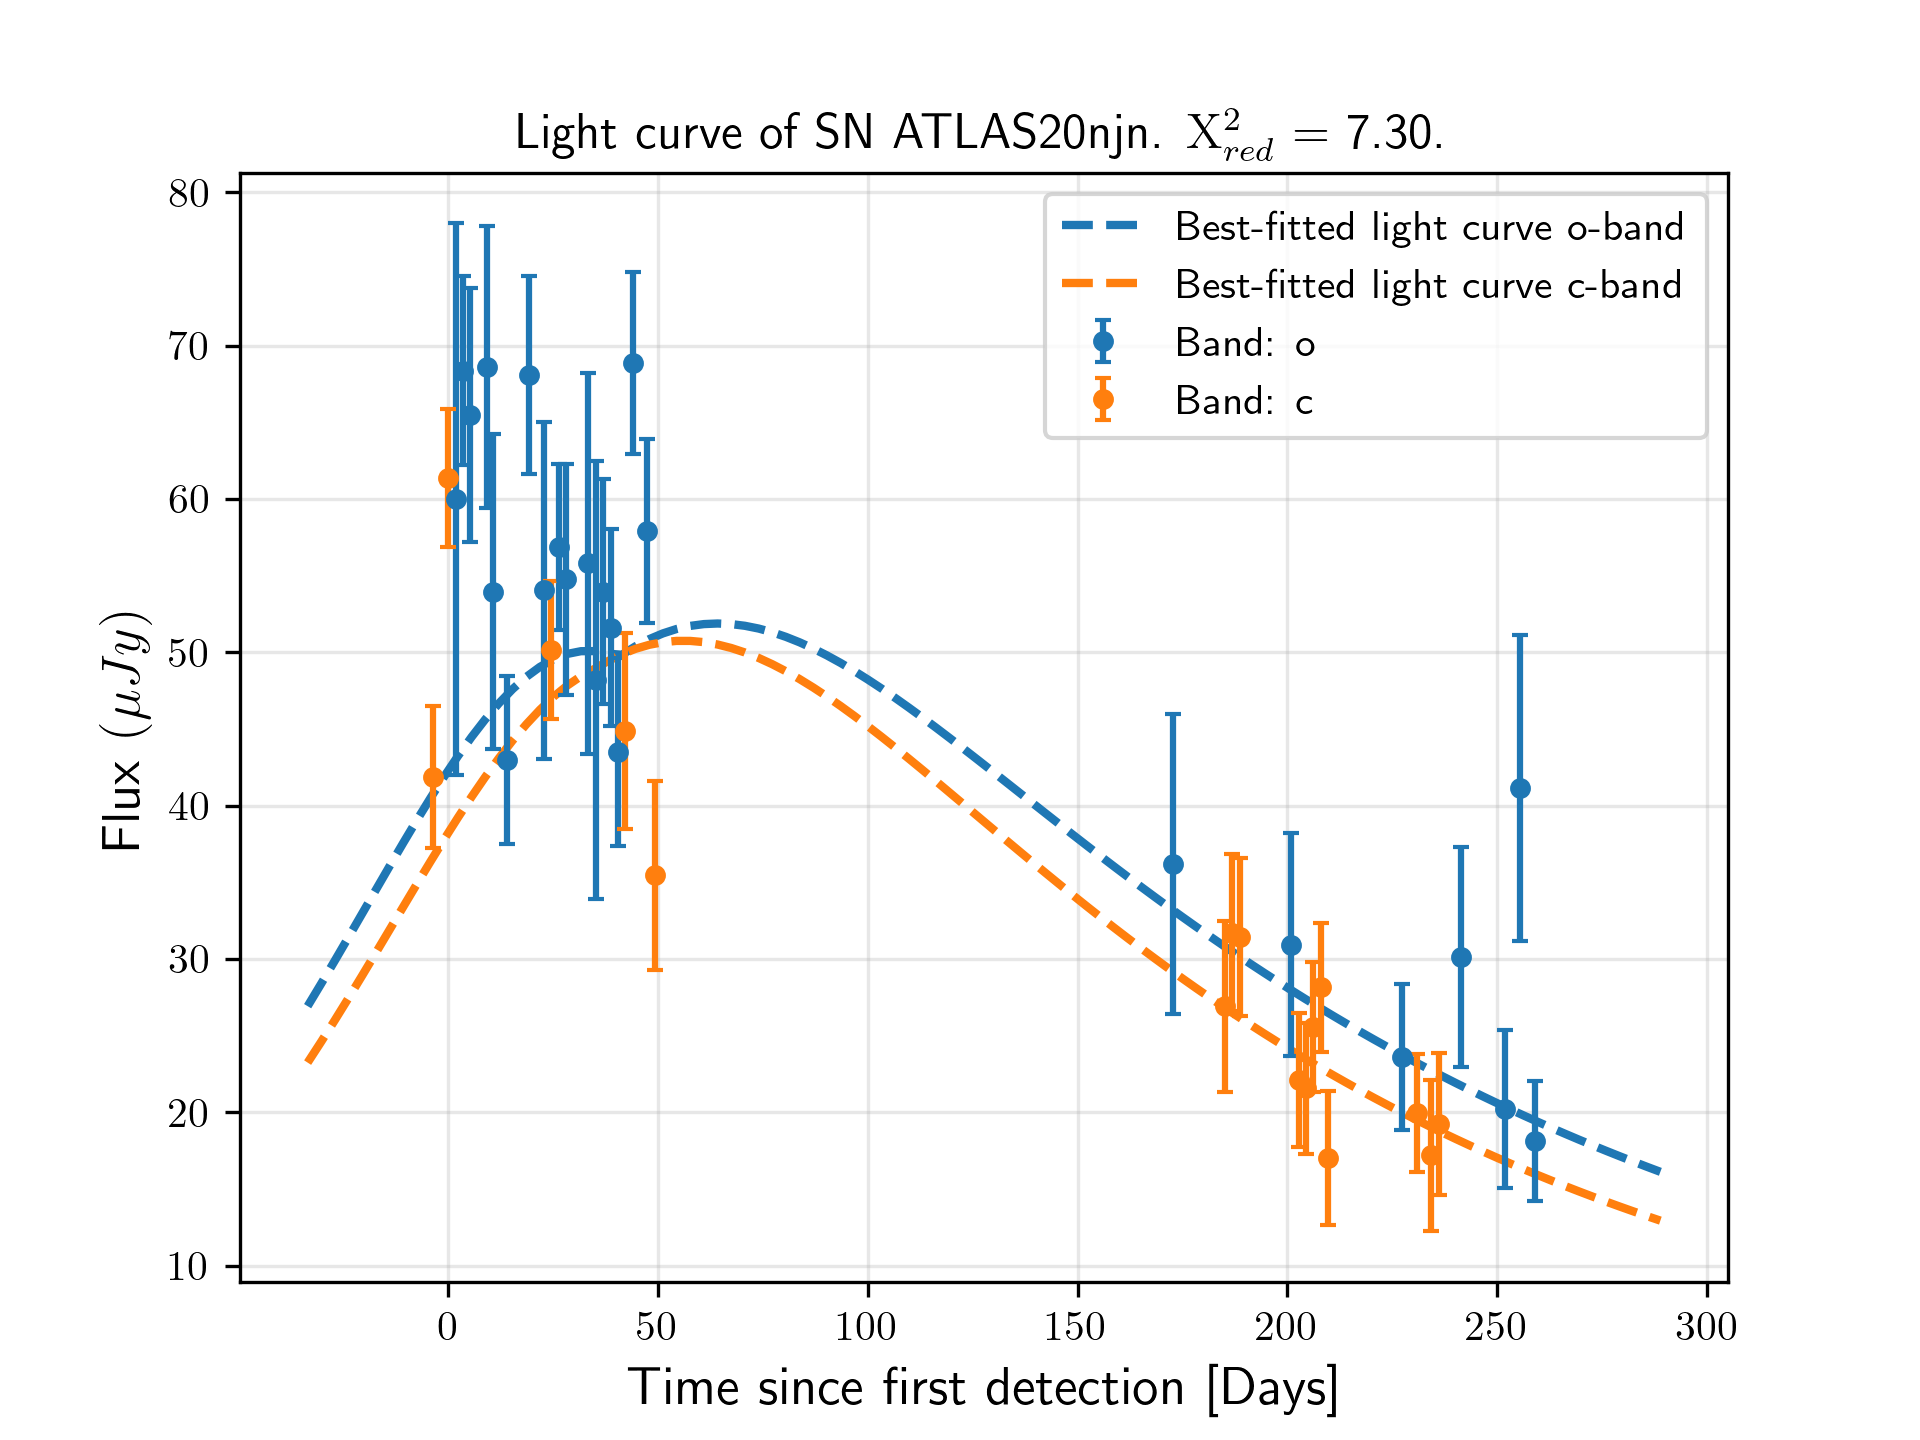 Light curve of SN ATLAS20njn. X²_red = 7.30.
80
70
60
50
40
30
20
10
Flux (μJy)
Best-fitted light curve o-band
Best-fitted light curve c-band
Band: o
Band: c
0 50 100 150 200 250 300
Time since first detection [Days]